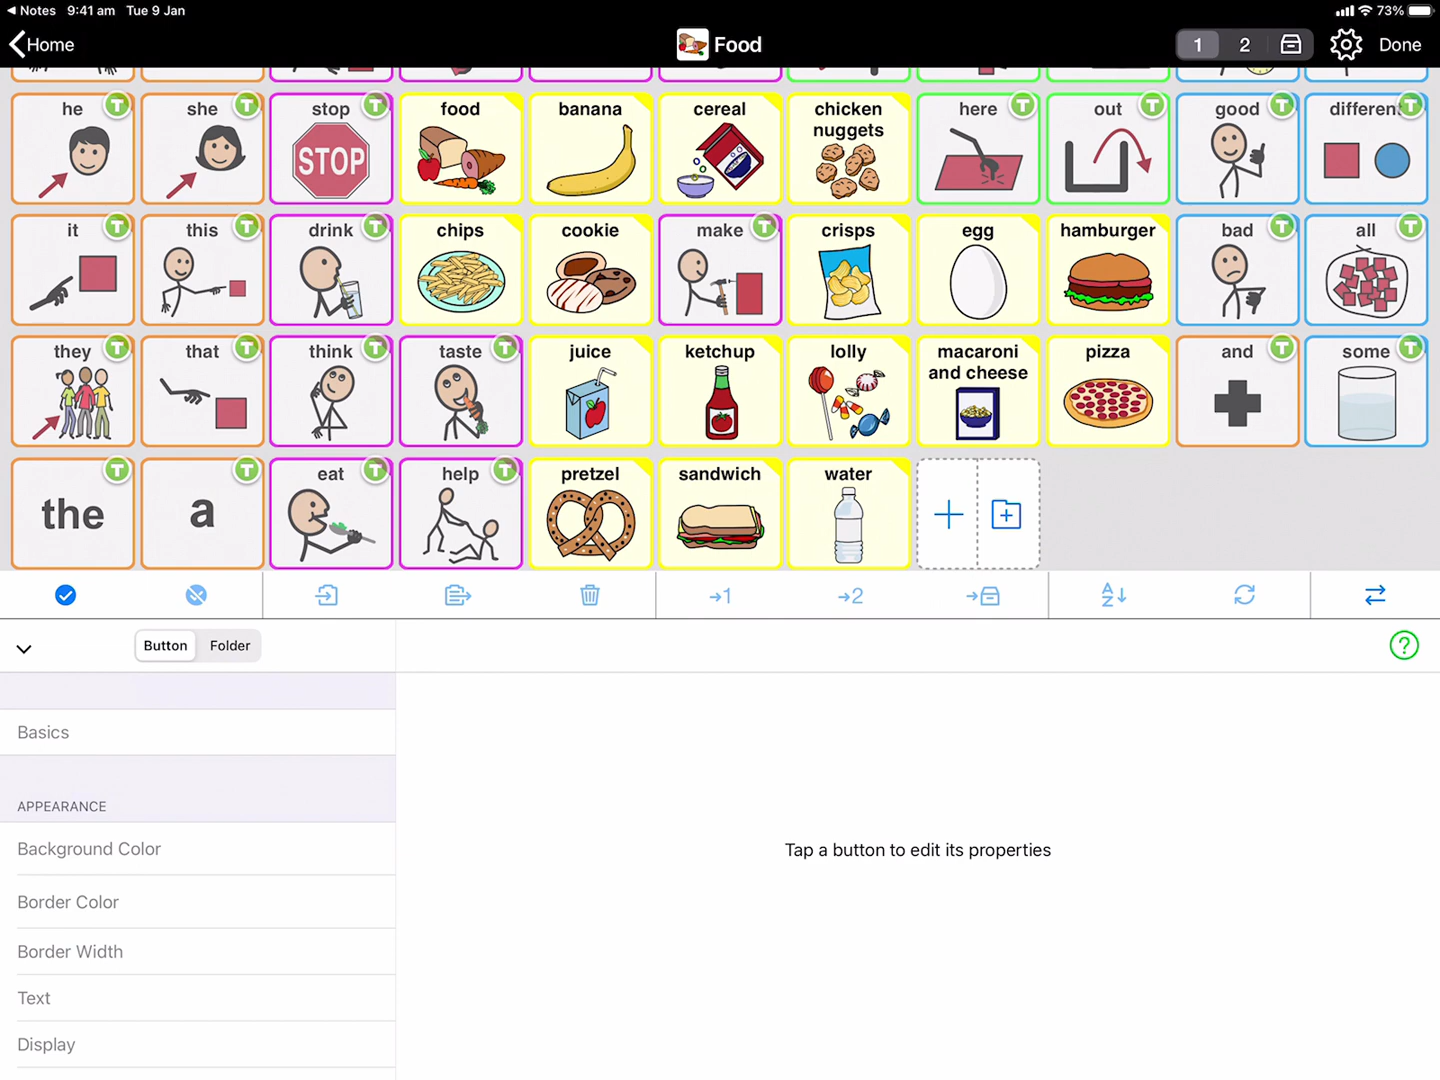 Notes 9:41 am Tue 9 Jan 73%
Home Food 1 2 Done
he she stop food banana cereal chicken nuggets here out good different
STOP
it this drink chips cookie make crisps egg hamburger bad all
they that think taste juice ketchup lolly macaroni and cheese pizza and some
the a eat help pretzel sandwich water
T
1 2 A Z
Button Folder ?
Basics
APPEARANCE
Background Color
Tap a button to edit its properties
Border Color
Border Width
Text
Display